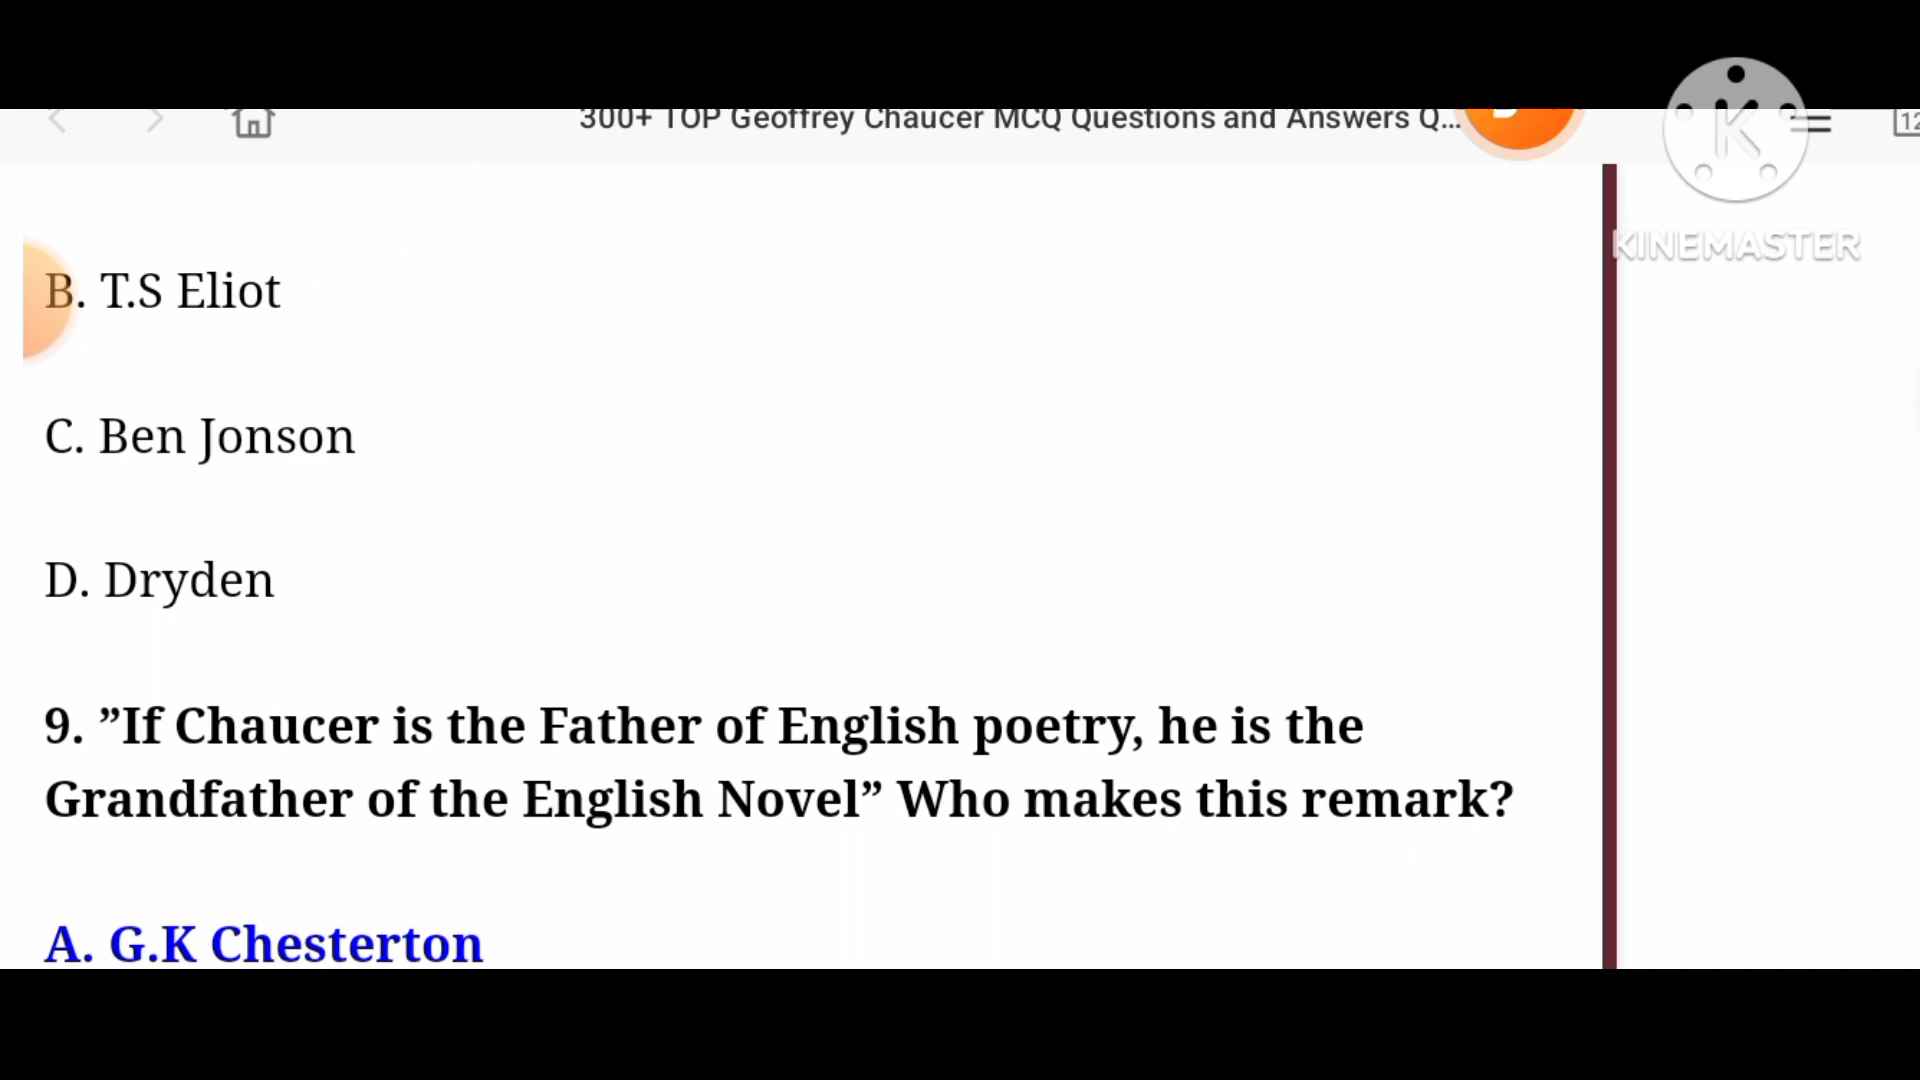 300+ TOP Geoffrey Chaucer MCQ Questions and Answers Q...
12
K
KINEMASTER
B. T.S Eliot
C. Ben Jonson
D. Dryden
9. ”If Chaucer is the Father of English poetry, he is the
Grandfather of the English Novel” Who makes this remark?
A. G.K Chesterton